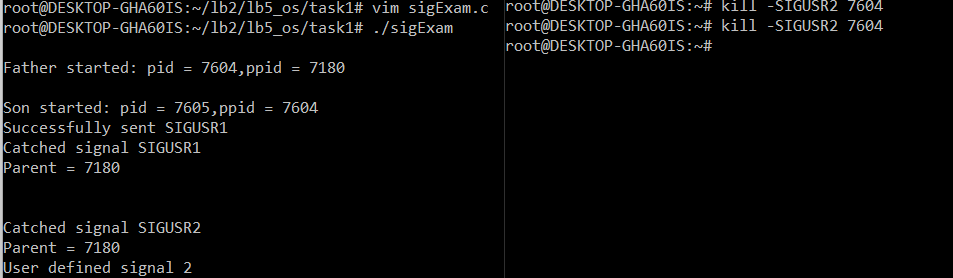 root@DESKTOP-GHA60IS:~/lb2/lb5_os/task1# vim sigExam.c
root@DESKTOP-GHA60IS:~/lb2/lb5_os/task1# ./sigExam
Father started: pid = 7604,ppid = 7180
Son started: pid = 7605,ppid = 7604
Successfully sent SIGUSR1
Catched signal SIGUSR1
Parent = 7180
Catched signal SIGUSR2
Parent = 7180
User defined signal 2
root@DESKTOP-GHA60IS:~# kill -SIGUSR2 7604
root@DESKTOP-GHA60IS:~# kill -SIGUSR2 7604
root@DESKTOP-GHA60IS:~#